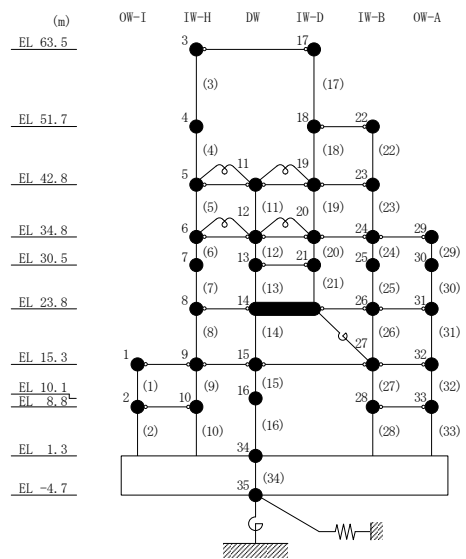 (m) OW-I IW-H DW IW-D IW-B OW-A
EL 63.5 3 17
(3) (17)
EL 51.7 4 18 22
(4) (18) (22)
EL 42.8 5 11 19 23
(5) (11) (19) (23)
EL 34.8 6 12 20 24 29
(6) (12) (20) (24) (29)
EL 30.5 7 13 21 25 30
(7) (13) (21) (25) (30)
EL 23.8 8 14 26 31
(8) (14) (26) (31)
EL 15.3 1 9 15 27 32
(1) (9) (15) (27) (32)
EL 10.1 16
EL 8.8 2 10 28 33
(2) (10) (16) (28) (33)
EL 1.3 34
(34)
EL -4.7 35